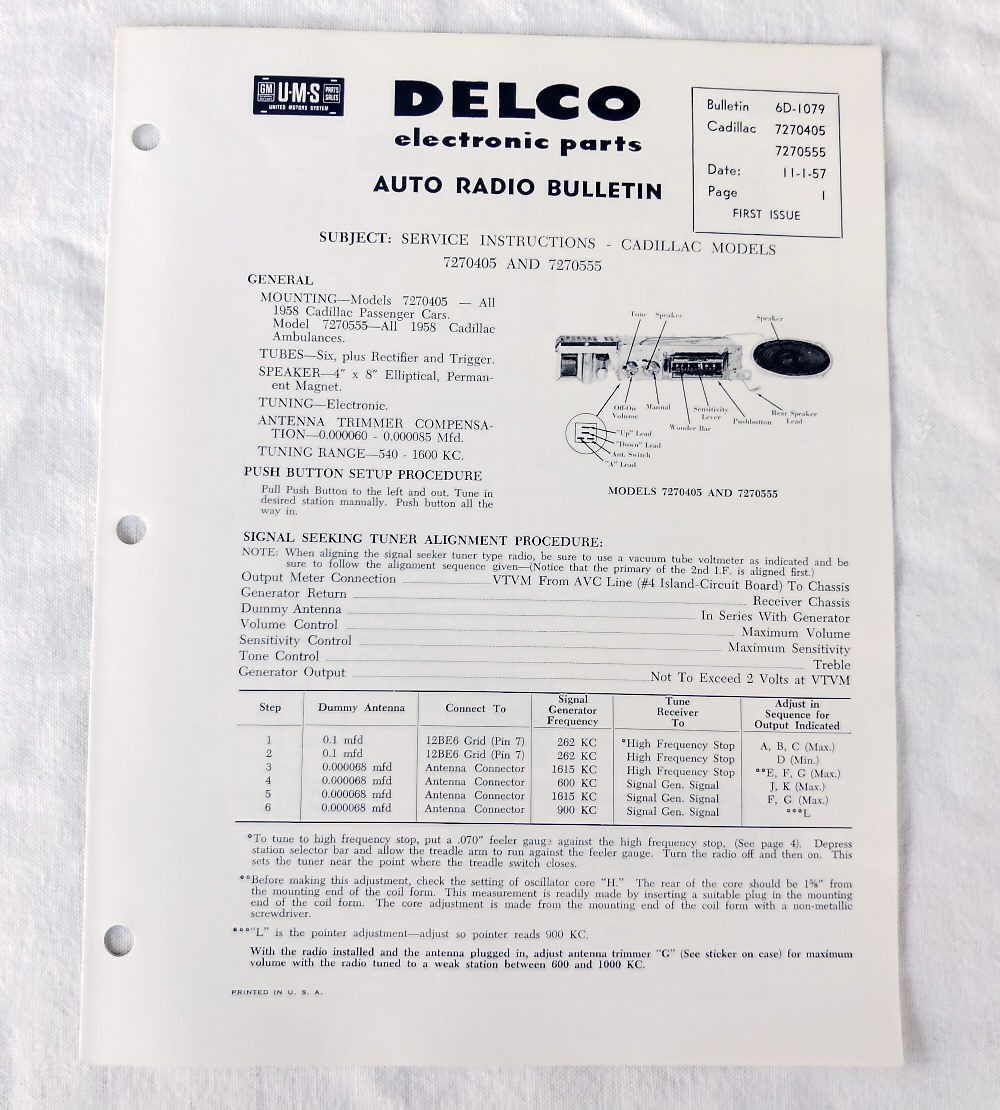 GM
U·M·S
PARTS
SALES
UNITED MOTORS SYSTEM
DELCO
electronic parts
AUTO RADIO BULLETIN
Bulletin 6D-1079
Cadillac 7270405
7270555
Date: 11-1-57
Page 1
FIRST ISSUE
SUBJECT: SERVICE INSTRUCTIONS - CADILLAC MODELS
7270405 AND 7270555
GENERAL
MOUNTING—Models 7270405 — All
1958 Cadillac Passenger Cars.
Model 7270555—All 1958 Cadillac
Ambulances.
TUBES—Six, plus Rectifier and Trigger.
SPEAKER—4″ x 8″ Elliptical, Perman-
ent Magnet.
TUNING—Electronic.
ANTENNA TRIMMER COMPENSA-
TION—0.000060 - 0.000085 Mfd.
TUNING RANGE—540 - 1600 KC.
PUSH BUTTON SETUP PROCEDURE
Pull Push Button to the left and out. Tune in
desired station manually. Push button all the
way in.
Tone Speaker Speaker
Off-On
Volume
Manual
Wonder Bar
Sensitivity
Lever
Pushbutton
Rear Speaker
Lead
"Up" Lead
"Down" Lead
Ant. Switch
"A" Lead
MODELS 7270405 AND 7270555
SIGNAL SEEKING TUNER ALIGNMENT PROCEDURE:
NOTE: When aligning the signal seeker tuner type radio, be sure to use a vacuum tube voltmeter as indicated and be
sure to follow the alignment sequence given—(Notice that the primary of the 2nd I.F. is aligned first.)
Output Meter Connection VTVM From AVC Line (#4 Island-Circuit Board) To Chassis
Generator Return Receiver Chassis
Dummy Antenna In Series With Generator
Volume Control Maximum Volume
Sensitivity Control Maximum Sensitivity
Tone Control Treble
Generator Output Not To Exceed 2 Volts at VTVM
Step Dummy Antenna Connect To Signal Generator Frequency Tune Receiver To Adjust in Sequence for Output Indicated
1 0.1 mfd 12BE6 Grid (Pin 7) 262 KC *High Frequency Stop A, B, C (Max.)
2 0.1 mfd 12BE6 Grid (Pin 7) 262 KC High Frequency Stop D (Min.)
3 0.000068 mfd Antenna Connector 1615 KC High Frequency Stop **E, F, G (Max.)
4 0.000068 mfd Antenna Connector 600 KC Signal Gen. Signal J, K (Max.)
5 0.000068 mfd Antenna Connector 1615 KC Signal Gen. Signal F, G (Max.)
6 0.000068 mfd Antenna Connector 900 KC Signal Gen. Signal ***L
*To tune to high frequency stop, put a .070″ feeler gauge against the high frequency stop, (See page 4). Depress
station selector bar and allow the treadle arm to run against the feeler gauge. Turn the radio off and then on. This
sets the tuner near the point where the treadle switch closes.
**Before making this adjustment, check the setting of oscillator core "H." The rear of the core should be 1⅝″ from
the mounting end of the coil form. This measurement is readily made by inserting a suitable plug in the mounting
end of the coil form. The core adjustment is made from the mounting end of the coil form with a non-metallic
screwdriver.
***"L" is the pointer adjustment—adjust so pointer reads 900 KC.
With the radio installed and the antenna plugged in, adjust antenna trimmer "G" (See sticker on case) for maximum
volume with the radio tuned to a weak station between 600 and 1000 KC.
PRINTED IN U. S. A.